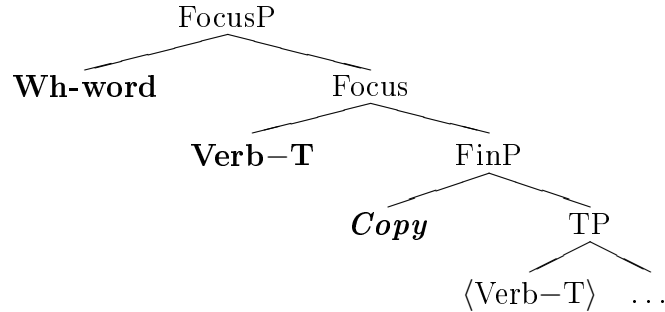 FocusP
Wh-word Focus
Verb−T FinP
Copy TP
⟨Verb−T⟩ ...